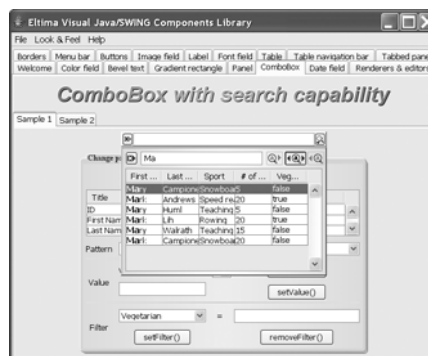 Eltima Visual Java/SWING Components Library
File Look & Feel Help
Borders Menu bar Buttons Image field Label Font field Table Table navigation bar Tabbed pane
Welcome Color field Bevel text Gradient rectangle Panel ComboBox Date field Renderers & editors
ComboBox with search capability
Sample 1 Sample 2
Ma
Change
First ... Last ... Sport # of ... Veg...
Mary Campione Snowboa 5 false
Title
Mark Andrews Speed re 20 true
ID
Mary Huml Teaching 5 false
First Nam
Mark Lih Rowing 20 true
Last Nam
Mary Walrath Teaching 15 false
Mark Campione Snowboa 20 false
Pattern
Value
setValue()
Vegetarian =
Filter
setFilter() removeFilter()